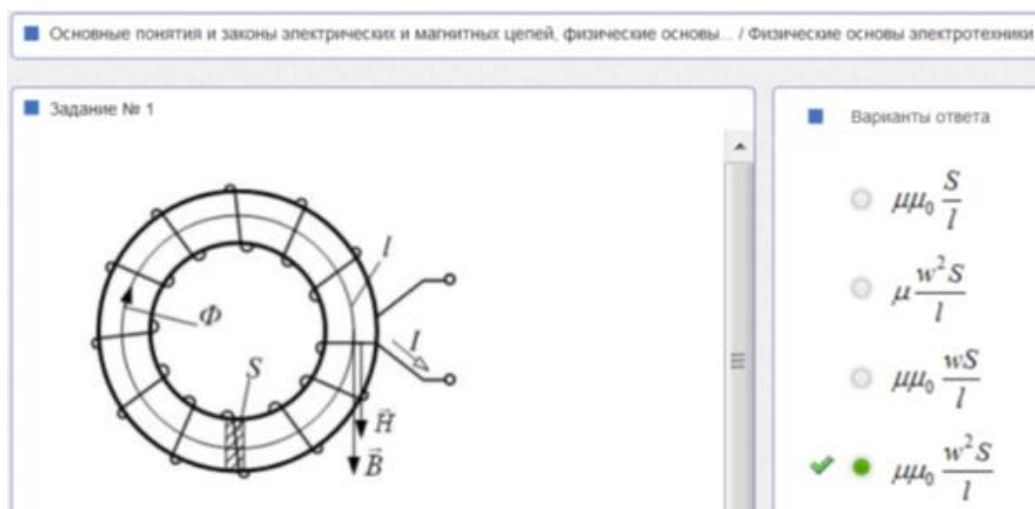 Основные понятия и законы электрических и магнитных цепей, физические основы... / Физические основы электротехники
Задание № 1
l
Φ
I
S
H⃗
B⃗
Варианты ответа
μμ₀ S/l
μ w²S/l
μμ₀ wS/l
μμ₀ w²S/l